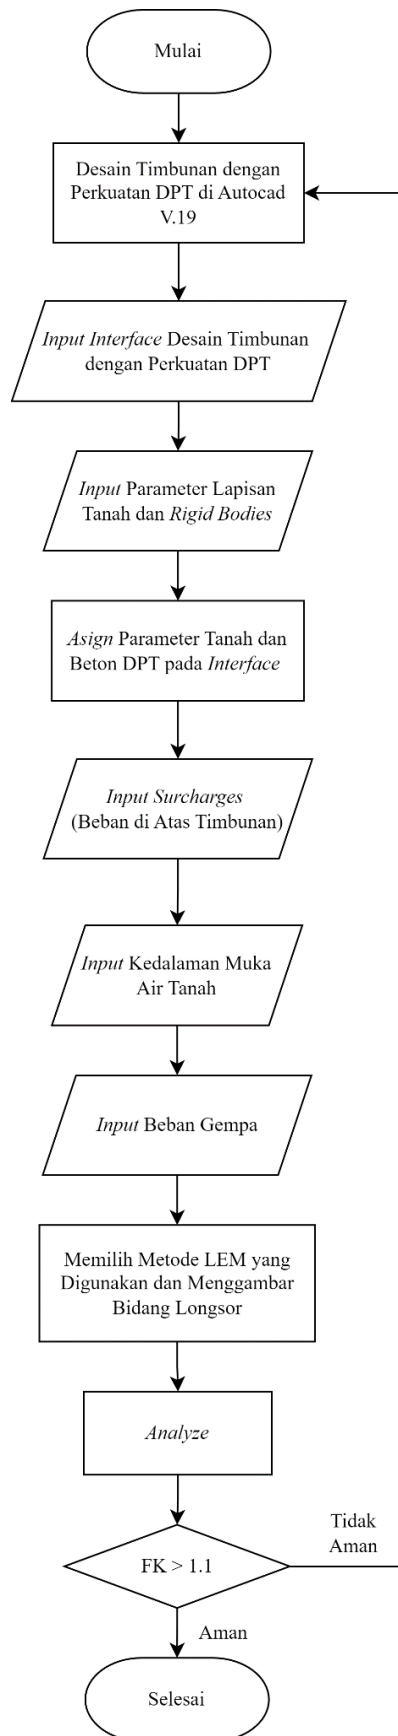 Mulai
Desain Timbunan dengan
Perkuatan DPT di Autocad
V.19
Input Interface Desain Timbunan
dengan Perkuatan DPT
Input Parameter Lapisan
Tanah dan Rigid Bodies
Asign Parameter Tanah dan
Beton DPT pada Interface
Input Surcharges
(Beban di Atas Timbunan)
Input Kedalaman Muka
Air Tanah
Input Beban Gempa
Memilih Metode LEM yang
Digunakan dan Menggambar
Bidang Longsor
Analyze
Tidak
Aman
FK > 1.1
Aman
Selesai